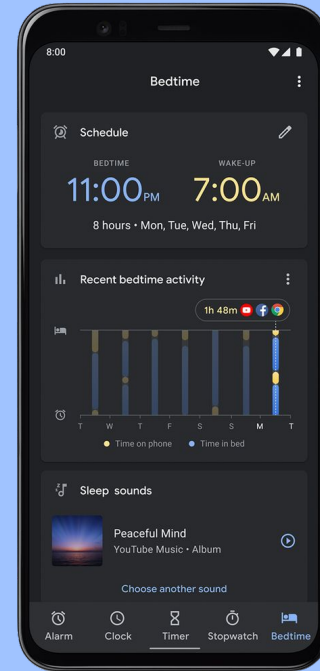 8:00
Bedtime
Schedule
BEDTIME WAKE-UP
11:00PM 7:00AM
8 hours • Mon, Tue, Wed, Thu, Fri
Recent bedtime activity
1h 48m
T W T F S S M T
Time on phone Time in bed
Sleep sounds
Peaceful Mind
YouTube Music • Album
Choose another sound
Alarm Clock Timer Stopwatch Bedtime